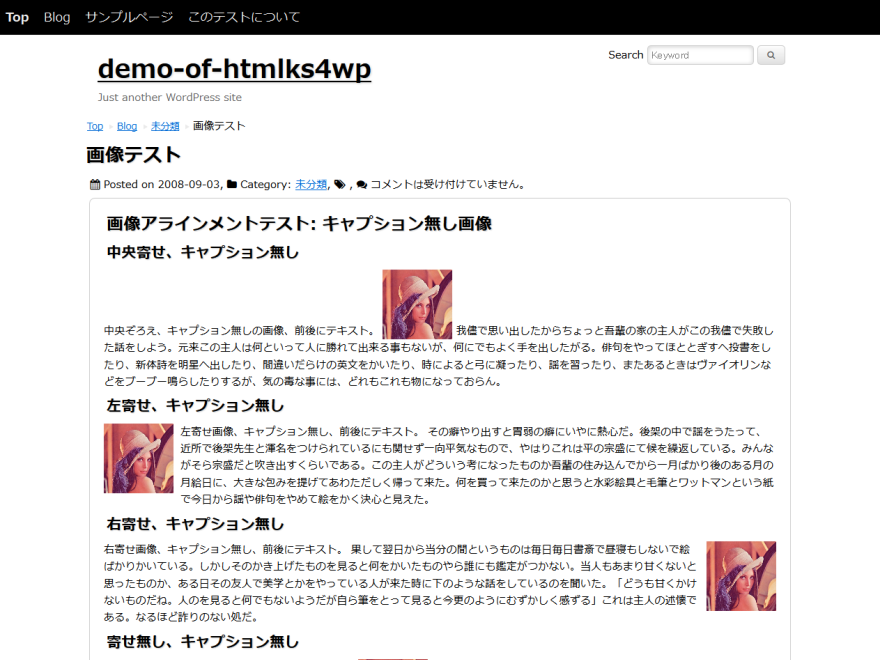 Top Blog サンプルページ このテストについて
demo-of-htmlks4wp
Search Keyword
Just another WordPress site
Top Blog 未分類 画像テスト
画像テスト
Posted on 2008-09-03, Category: 未分類, , コメントは受け付けていません。
画像アラインメントテスト: キャプション無し画像
中央寄せ、キャプション無し
中央ぞろえ、キャプション無しの画像、前後にテキスト。 我儘で思い出したからちょっと吾輩の家の主人がこの我儘で失敗し
た話をしよう。元来この主人は何といって人に勝れて出来る事もないが、何にでもよく手を出したがる。俳句をやってほととぎすへ投書をし
たり、新体詩を明星へ出したり、間違いだらけの英文をかいたり、時によると弓に凝ったり、謡を習ったり、またあるときはヴァイオリンな
どをブーブー鳴らしたりするが、気の毒な事には、どれもこれも物になっておらん。
左寄せ、キャプション無し
左寄せ画像、キャプション無し、前後にテキスト。 その癖やり出すと胃弱の癖にいやに熱心だ。後架の中で謡をうたって、
近所で後架先生と渾名をつけられているにも関せず一向平気なもので、やはりこれは平の宗盛にて候を繰返している。みんな
がそら宗盛だと吹き出すくらいである。この主人がどういう考になったものか吾輩の住み込んでから一月ばかり後のある月の
月給日に、大きな包みを提げてあわただしく帰って来た。何を買って来たのかと思うと水彩絵具と毛筆とワットマンという紙
で今日から謡や俳句をやめて絵をかく決心と見えた。
右寄せ、キャプション無し
右寄せ画像、キャプション無し、前後にテキスト。 果して翌日から当分の間というものは毎日毎日書斎で昼寝もしないで絵
ばかりかいている。しかしそのかき上げたものを見ると何をかいたものやら誰にも鑑定がつかない。当人もあまり甘くないと
思ったものか、ある日その友人で美学とかをやっている人が来た時に下のような話をしているのを聞いた。「どうも甘くかけ
ないものだね。人のを見ると何でもないようだが自ら筆をとって見ると今更のようにむずかしく感ずる」これは主人の述懐で
ある。なるほど詐りのない処だ。
寄せ無し、キャプション無し